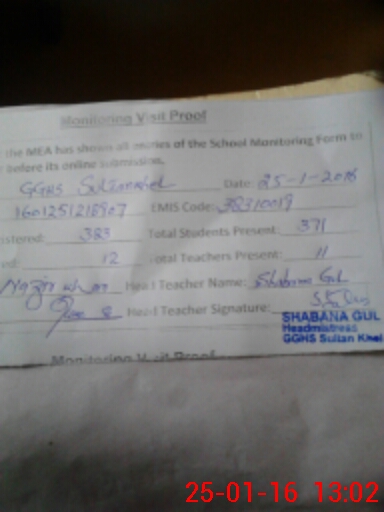 Monitoring Visit Proof
the MEA has shown all entries of the School Monitoring Form to
before its online submission.
GGHS Sultankhel Date: 25-1-2016
EMIS Code: 38310019
istered: 383 Total Students Present: 371
12 Total Teachers Present: 11
Head Teacher Name: Shabana Gul
Head Teacher Signature:
SHABANA GUL
Headmistress
GGHS Sultan Khel
Monitoring Visit Proof
25-01-16 13:02